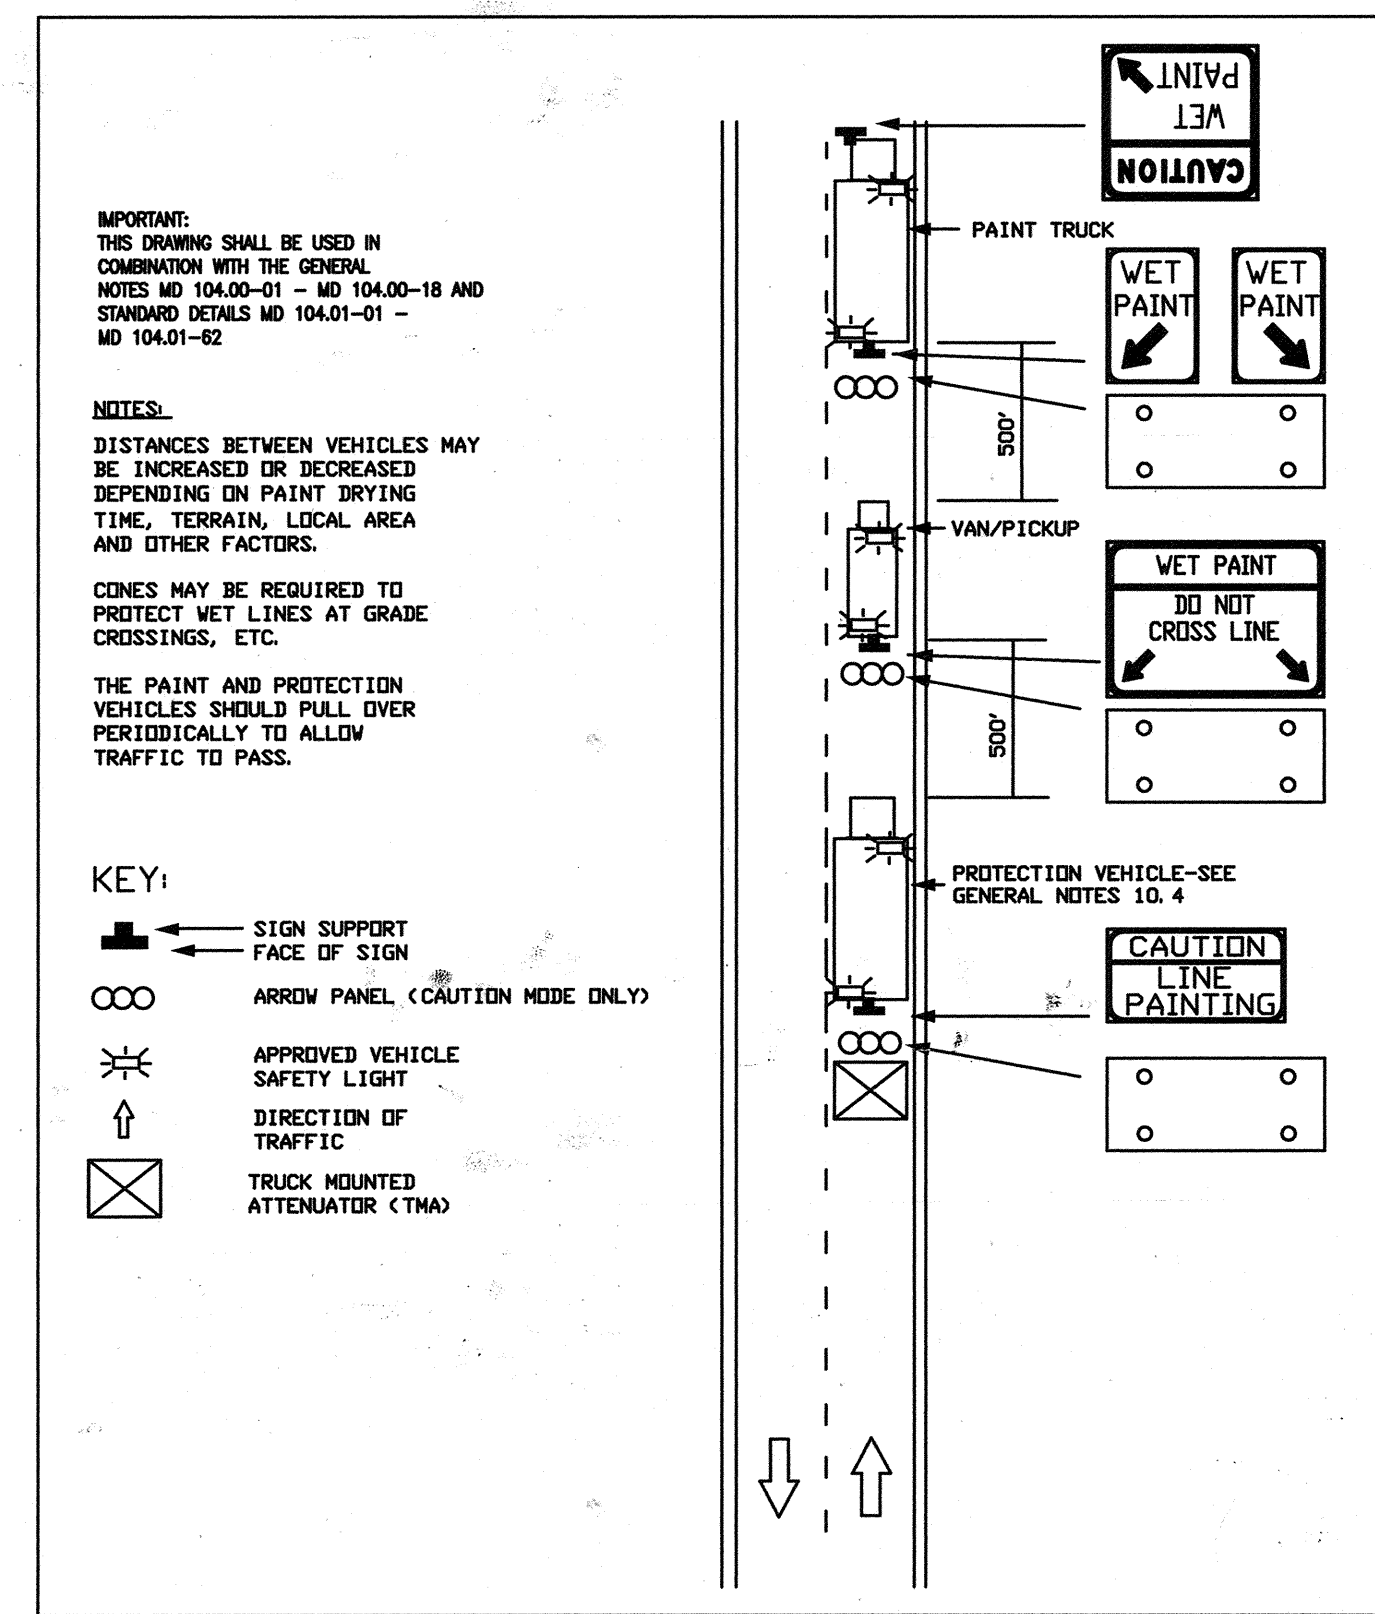 IMPORTANT:
THIS DRAWING SHALL BE USED IN
COMBINATION WITH THE GENERAL
NOTES MD 104.00-01 - MD 104.00-18 AND
STANDARD DETAILS MD 104.01-01 -
MD 104.01-62
NOTES:
DISTANCES BETWEEN VEHICLES MAY
BE INCREASED OR DECREASED
DEPENDING ON PAINT DRYING
TIME, TERRAIN, LOCAL AREA
AND OTHER FACTORS.
CONES MAY BE REQUIRED TO
PROTECT WET LINES AT GRADE
CROSSINGS, ETC.
THE PAINT AND PROTECTION
VEHICLES SHOULD PULL OVER
PERIODICALLY TO ALLOW
TRAFFIC TO PASS.
KEY:
SIGN SUPPORT
FACE OF SIGN
ARROW PANEL (CAUTION MODE ONLY)
APPROVED VEHICLE
SAFETY LIGHT
DIRECTION OF
TRAFFIC
TRUCK MOUNTED
ATTENUATOR (TMA)
CAUTION
WET
PAINT
PAINT TRUCK
WET
PAINT
WET
PAINT
500'
VAN/PICKUP
WET PAINT
DO NOT
CROSS LINE
500'
PROTECTION VEHICLE-SEE
GENERAL NOTES 10.4
CAUTION
LINE
PAINTING